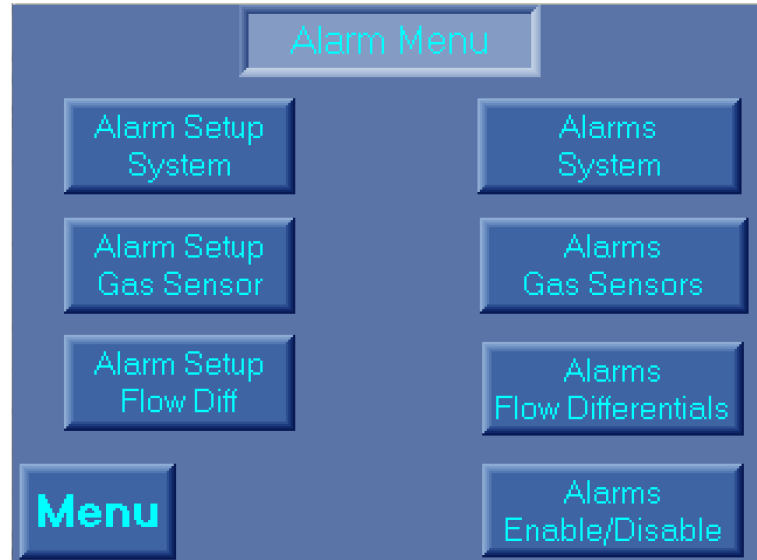 Alarm Menu
Alarm Setup
System
Alarms
System
Alarm Setup
Gas Sensor
Alarms
Gas Sensors
Alarm Setup
Flow Diff
Alarms
Flow Differentials
Menu
Alarms
Enable/Disable